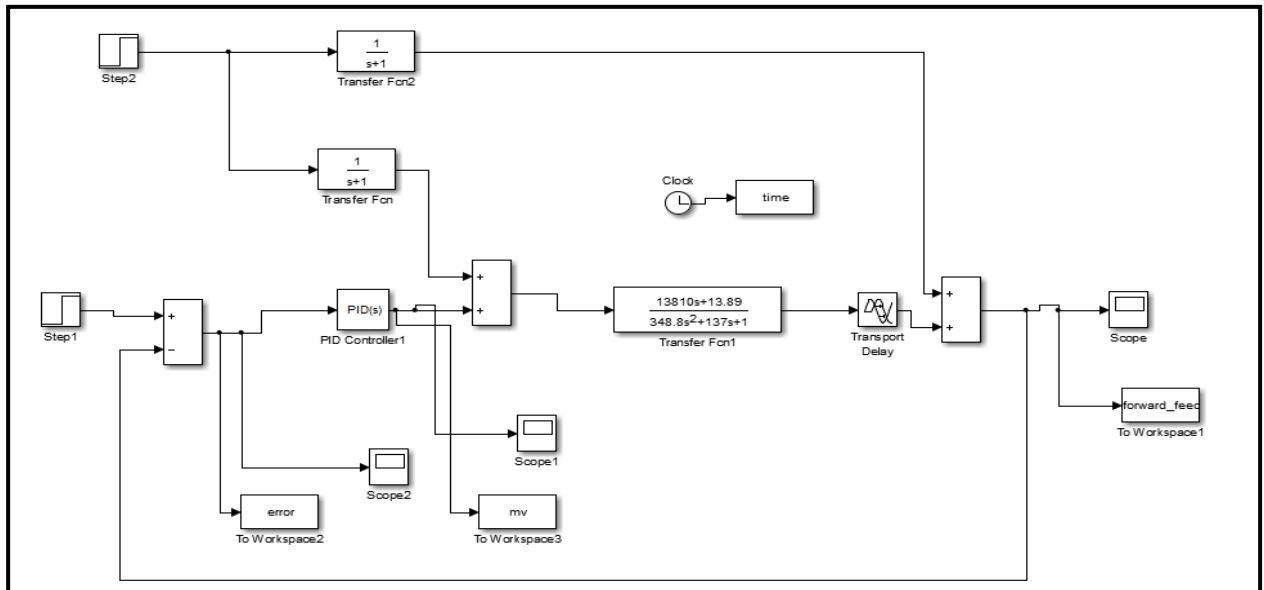 1
s+1
Step2
Transfer Fcn2
1
s+1
Transfer Fcn
Clock
time
+
+
13810s+13.89
348.8s²+137s+1
Transfer Fcn1
Transport
Delay
+
+
Scope
Step1
+
−
PID(s)
PID Controller1
forward_feed
To Workspace1
Scope1
Scope2
error
To Workspace2
mv
To Workspace3